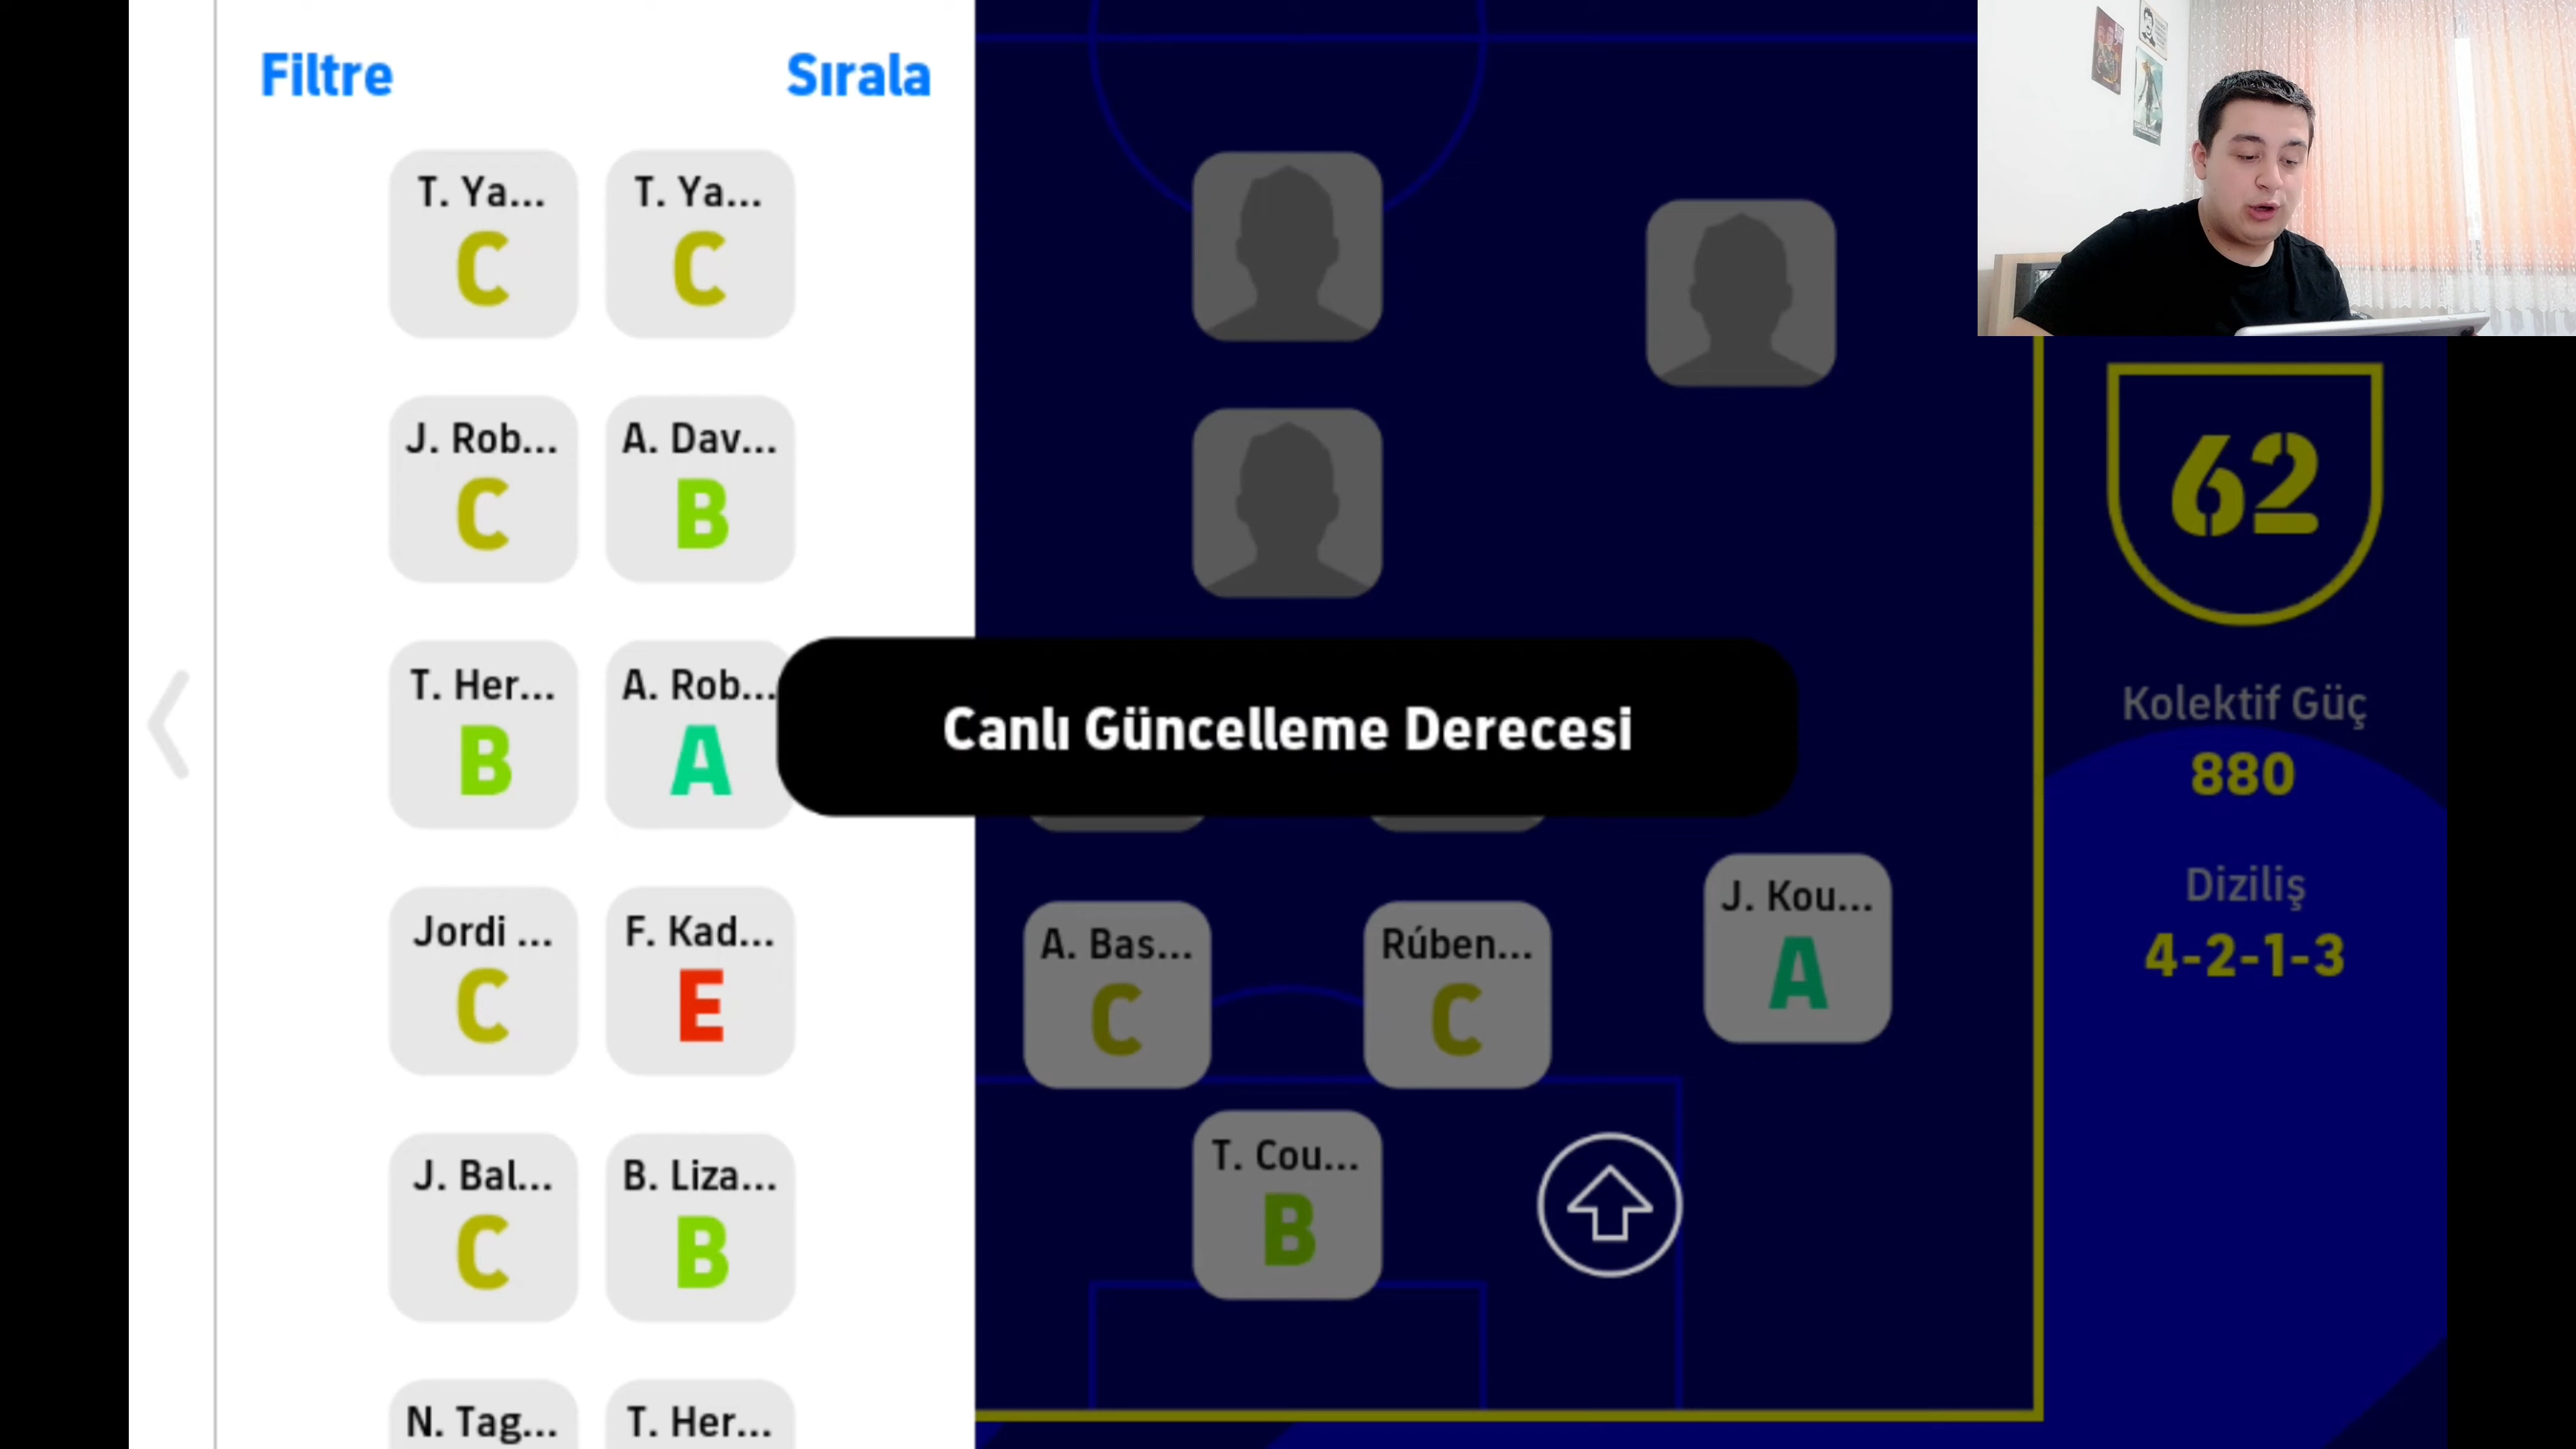 Filtre
Sırala
T. Ya...
C
T. Ya...
C
J. Rob...
C
A. Dav...
B
T. Her...
B
A. Rob...
A
Jordi ...
C
F. Kad...
E
J. Bal...
C
B. Liza...
B
N. Tag...
T. Her...
Canlı Güncelleme Derecesi
A. Bas...
C
Rúben...
C
J. Kou...
A
T. Cou...
B
62
Kolektif Güç
880
Diziliş
4-2-1-3